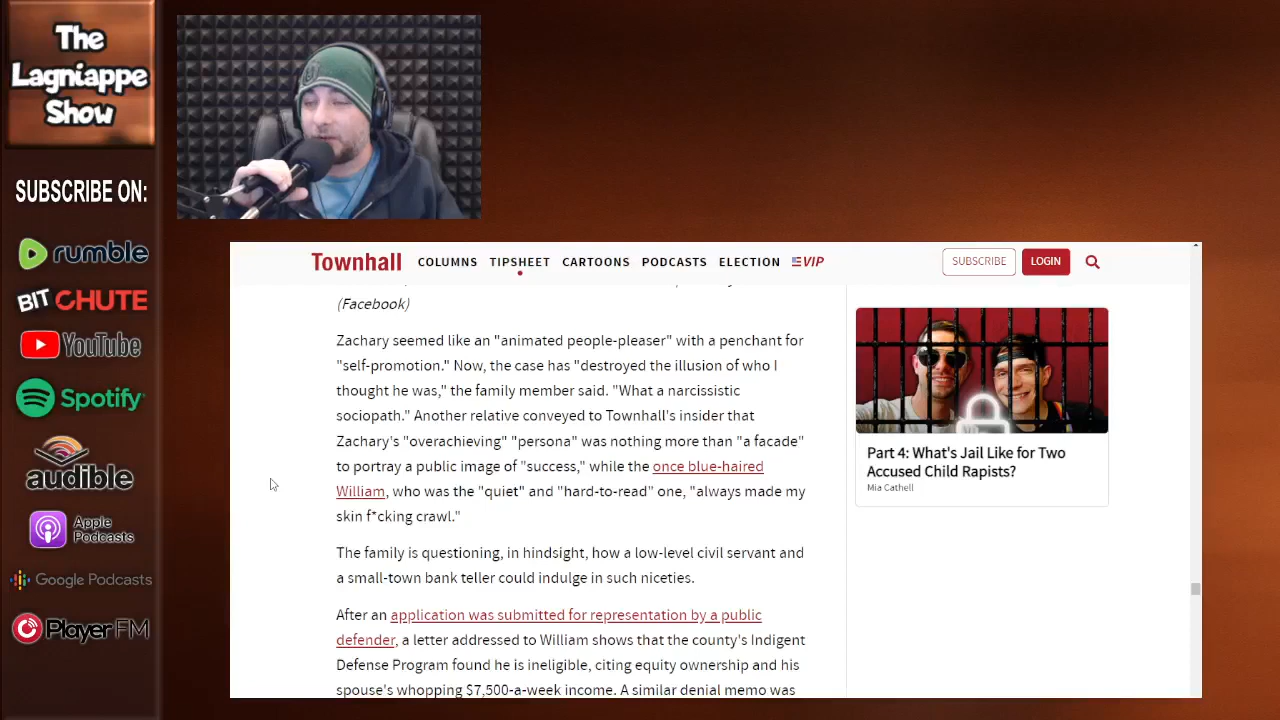 The
Lagniappe
Show
SUBSCRIBE ON:
rumble
BIT CHUTE
YouTube
Spotify
audible
Apple
Podcasts
Google Podcasts
Player FM
Townhall COLUMNS TIPSHEET CARTOONS PODCASTS ELECTION VIP SUBSCRIBE LOGIN
(Facebook)
Zachary seemed like an "animated people-pleaser" with a penchant for
"self-promotion." Now, the case has "destroyed the illusion of who I
thought he was," the family member said. "What a narcissistic
sociopath." Another relative conveyed to Townhall's insider that
Zachary's "overachieving" "persona" was nothing more than "a facade"
to portray a public image of "success," while the once blue-haired
William, who was the "quiet" and "hard-to-read" one, "always made my
skin f*cking crawl."
The family is questioning, in hindsight, how a low-level civil servant and
a small-town bank teller could indulge in such niceties.
After an application was submitted for representation by a public
defender, a letter addressed to William shows that the county's Indigent
Defense Program found he is ineligible, citing equity ownership and his
spouse's whopping $7,500-a-week income. A similar denial memo was
Part 4: What's Jail Like for Two
Accused Child Rapists?
Mia Cathell